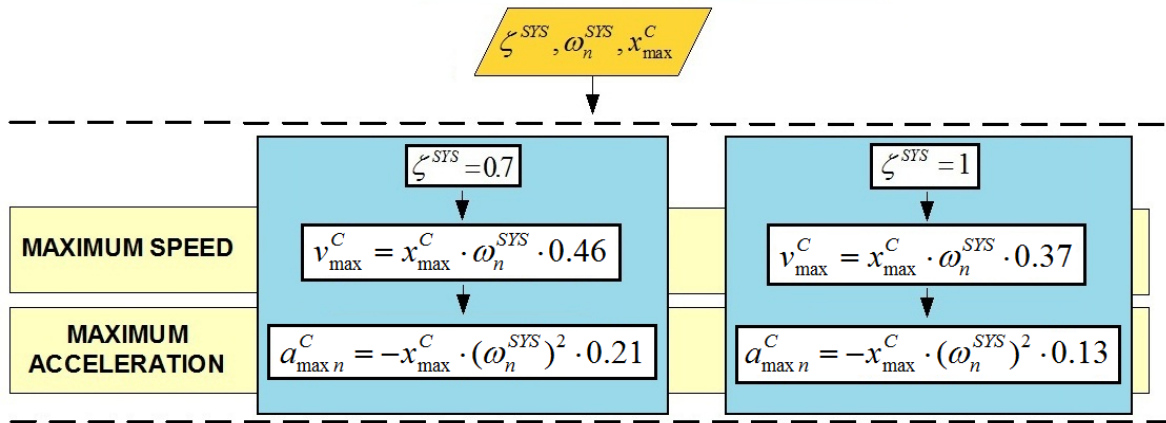 ζ^SYS, ω_n^SYS, x_max^C
ζ^SYS = 0.7
ζ^SYS = 1
MAXIMUM SPEED
v_max^C = x_max^C · ω_n^SYS · 0.46
v_max^C = x_max^C · ω_n^SYS · 0.37
MAXIMUM
ACCELERATION
a_max n^C = −x_max^C · (ω_n^SYS)^2 · 0.21
a_max n^C = −x_max^C · (ω_n^SYS)^2 · 0.13